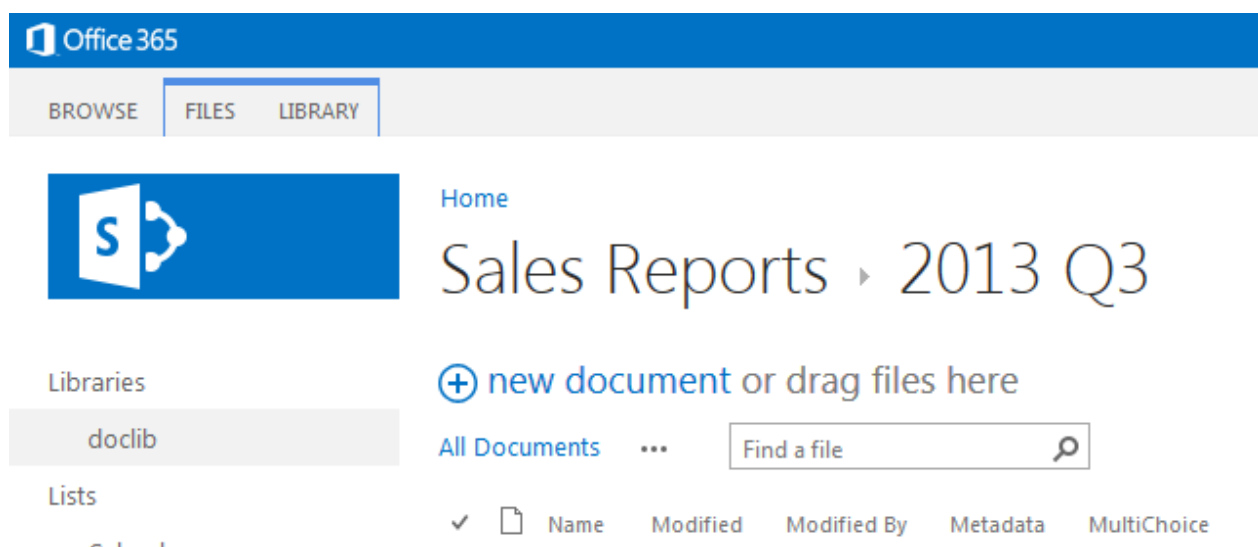 Office 365
BROWSE FILES LIBRARY
S
Home
Sales Reports ▸ 2013 Q3
Libraries
doclib
Lists
new document or drag files here
All Documents ••• Find a file
Name Modified Modified By Metadata MultiChoice